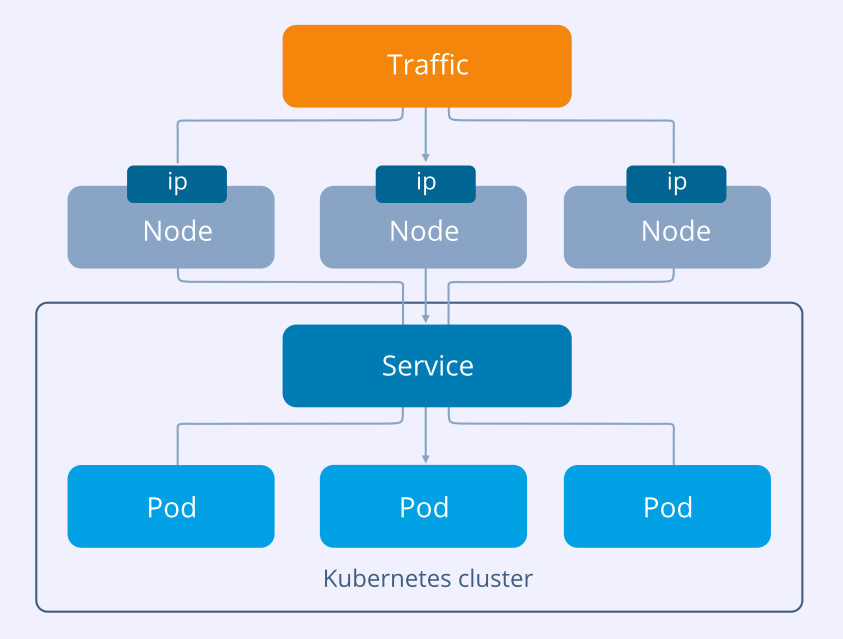 Traffic
ip
ip
ip
Node
Node
Node
Service
Pod
Pod
Pod
Kubernetes cluster